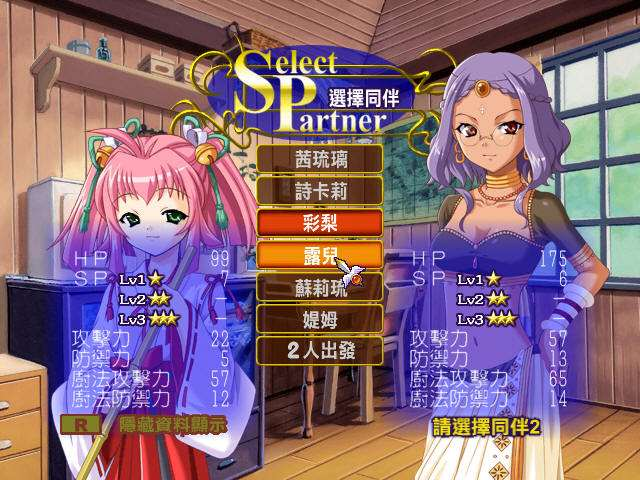 Select
選擇同伴
Partner
茜琉璃
詩卡莉
彩梨
露兒
蘇莉琉
媞姆
2人出發
HP 99
SP
Lv1★ 7
Lv2★★ —
Lv3★★★ —
攻擊力 22
防禦力 5
廚法攻擊力 57
廚法防禦力 12
R 隱藏資料顯示
HP 175
SP
Lv1★ 6
Lv2★★ —
Lv3★★★ —
攻擊力 57
防禦力 13
廚法攻擊力 65
廚法防禦力 14
請選擇同伴2